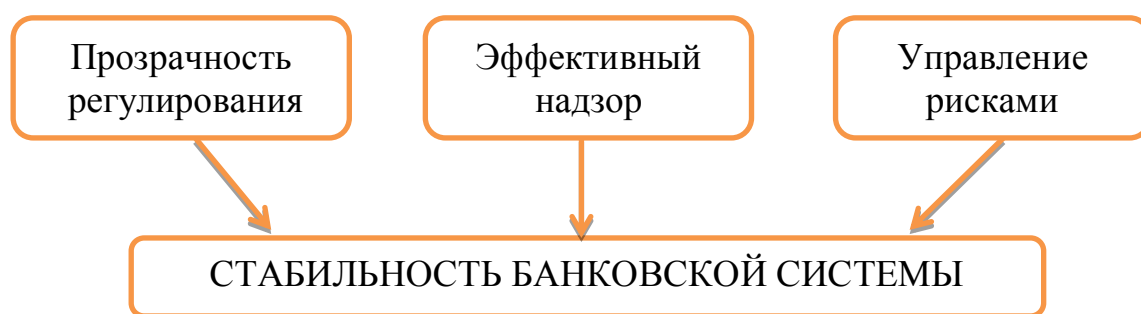 Прозрачность
регулирования
Эффективный
надзор
Управление
рисками
СТАБИЛЬНОСТЬ БАНКОВСКОЙ СИСТЕМЫ